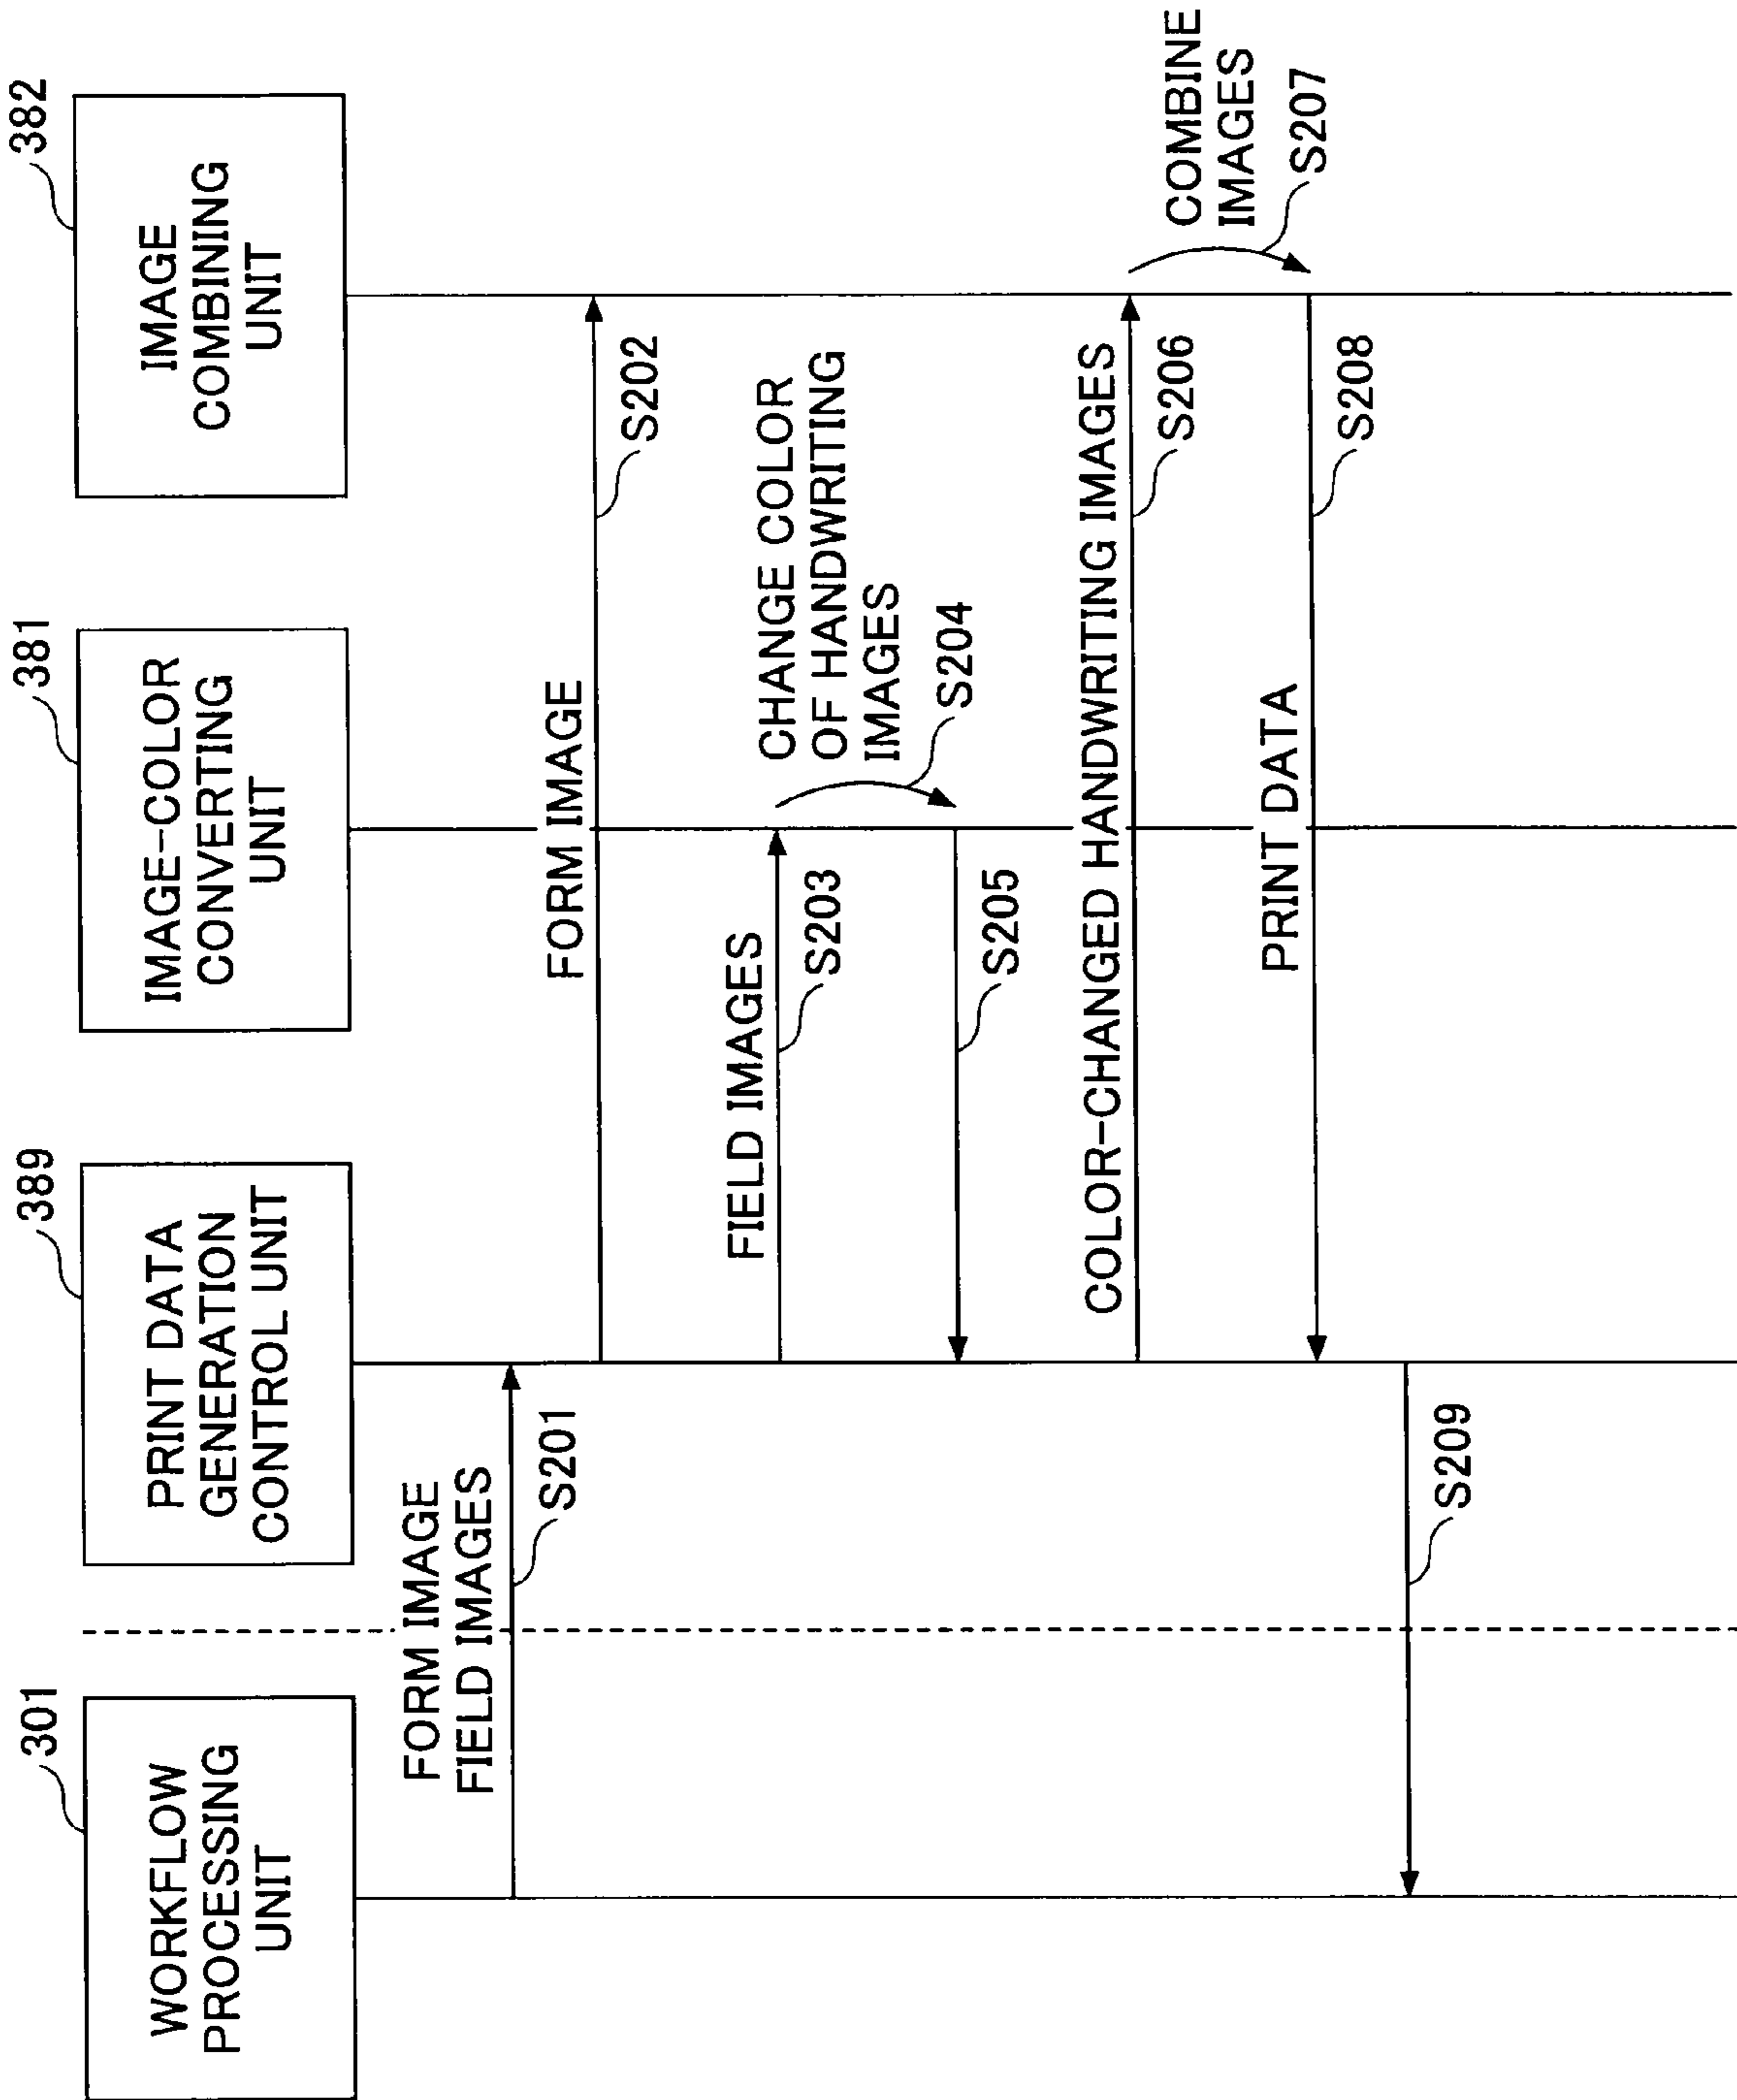 301
WORKFLOW
PROCESSING
UNIT
389
PRINT DATA
GENERATION
CONTROL UNIT
381
IMAGE-COLOR
CONVERTING
UNIT
382
IMAGE
COMBINING
UNIT
FORM IMAGE
FIELD IMAGES
S201
FORM IMAGE
S202
FIELD IMAGES
S203
CHANGE COLOR
OF HANDWRITING
IMAGES
S204
S205
COLOR-CHANGED HANDWRITING IMAGES
S206
COMBINE
IMAGES
S207
PRINT DATA
S208
S209